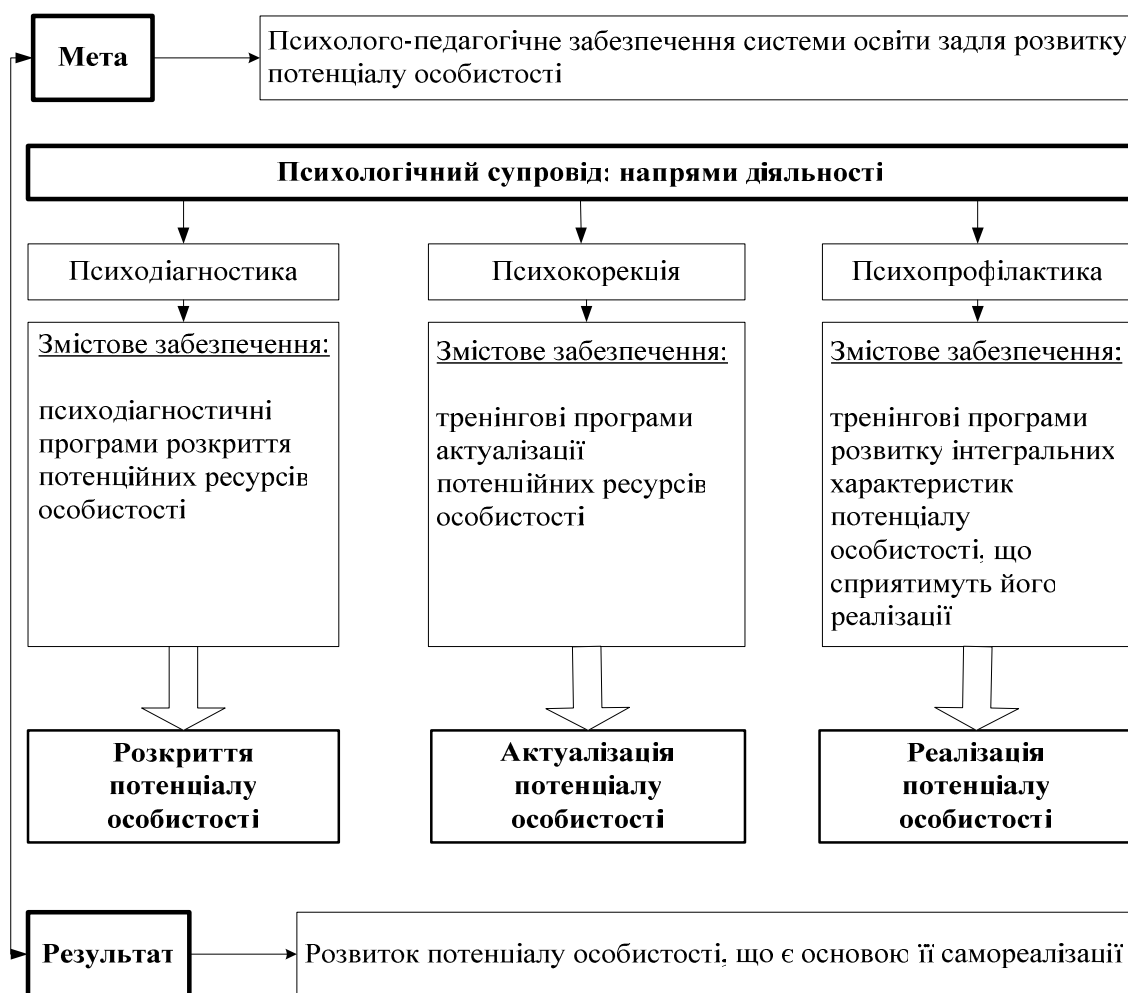 Мета
Психолого-педагогічне забезпечення системи освіти задля розвитку
потенціалу особистості
Психологічний супровід: напрями діяльності
Психодіагностика
Психокорекція
Психопрофілактика
Змістове забезпечення:
психодіагностичні
програми розкриття
потенційних ресурсів
особистості
Змістове забезпечення:
тренінгові програми
актуалізації
потенційних ресурсів
особистості
Змістове забезпечення:
тренінгові програми
розвитку інтегральних
характеристик
потенціалу
особистості, що
сприятимуть його
реалізації
Розкриття
потенціалу
особистості
Актуалізація
потенціалу
особистості
Реалізація
потенціалу
особистості
Результат
Розвиток потенціалу особистості, що є основою її самореалізації